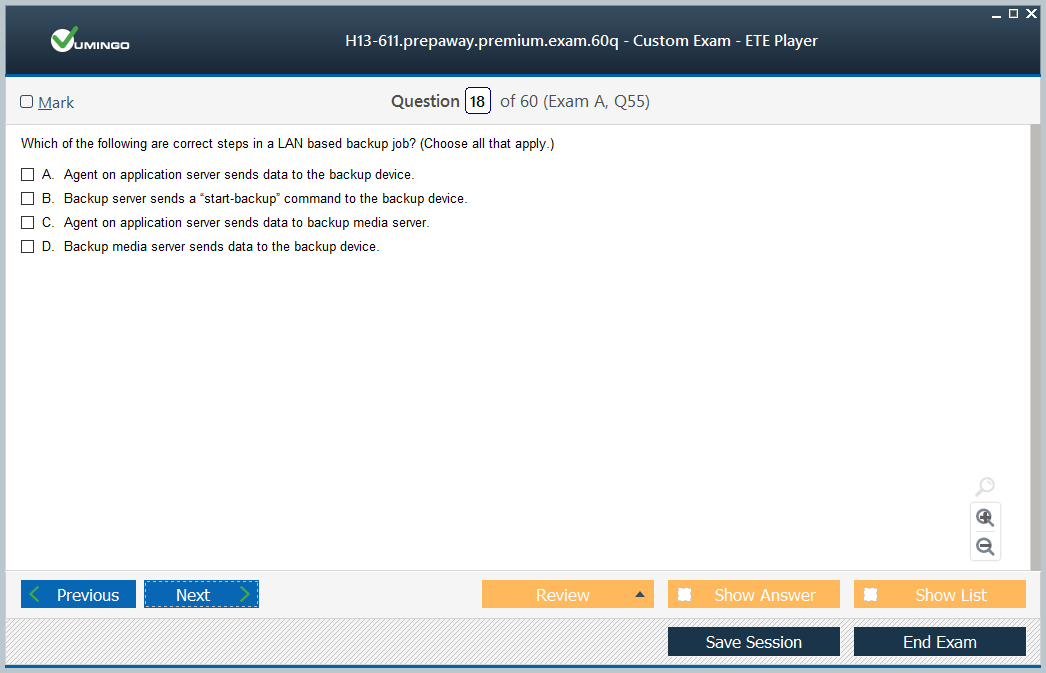 VUMINGO
H13-611.prepaway.premium.exam.60q - Custom Exam - ETE Player
Mark
Question 18 of 60 (Exam A, Q55)
Which of the following are correct steps in a LAN based backup job? (Choose all that apply.)
A. Agent on application server sends data to the backup device.
B. Backup server sends a “start-backup” command to the backup device.
C. Agent on application server sends data to backup media server.
D. Backup media server sends data to the backup device.
Previous
Next
Review
Show Answer
Show List
Save Session
End Exam